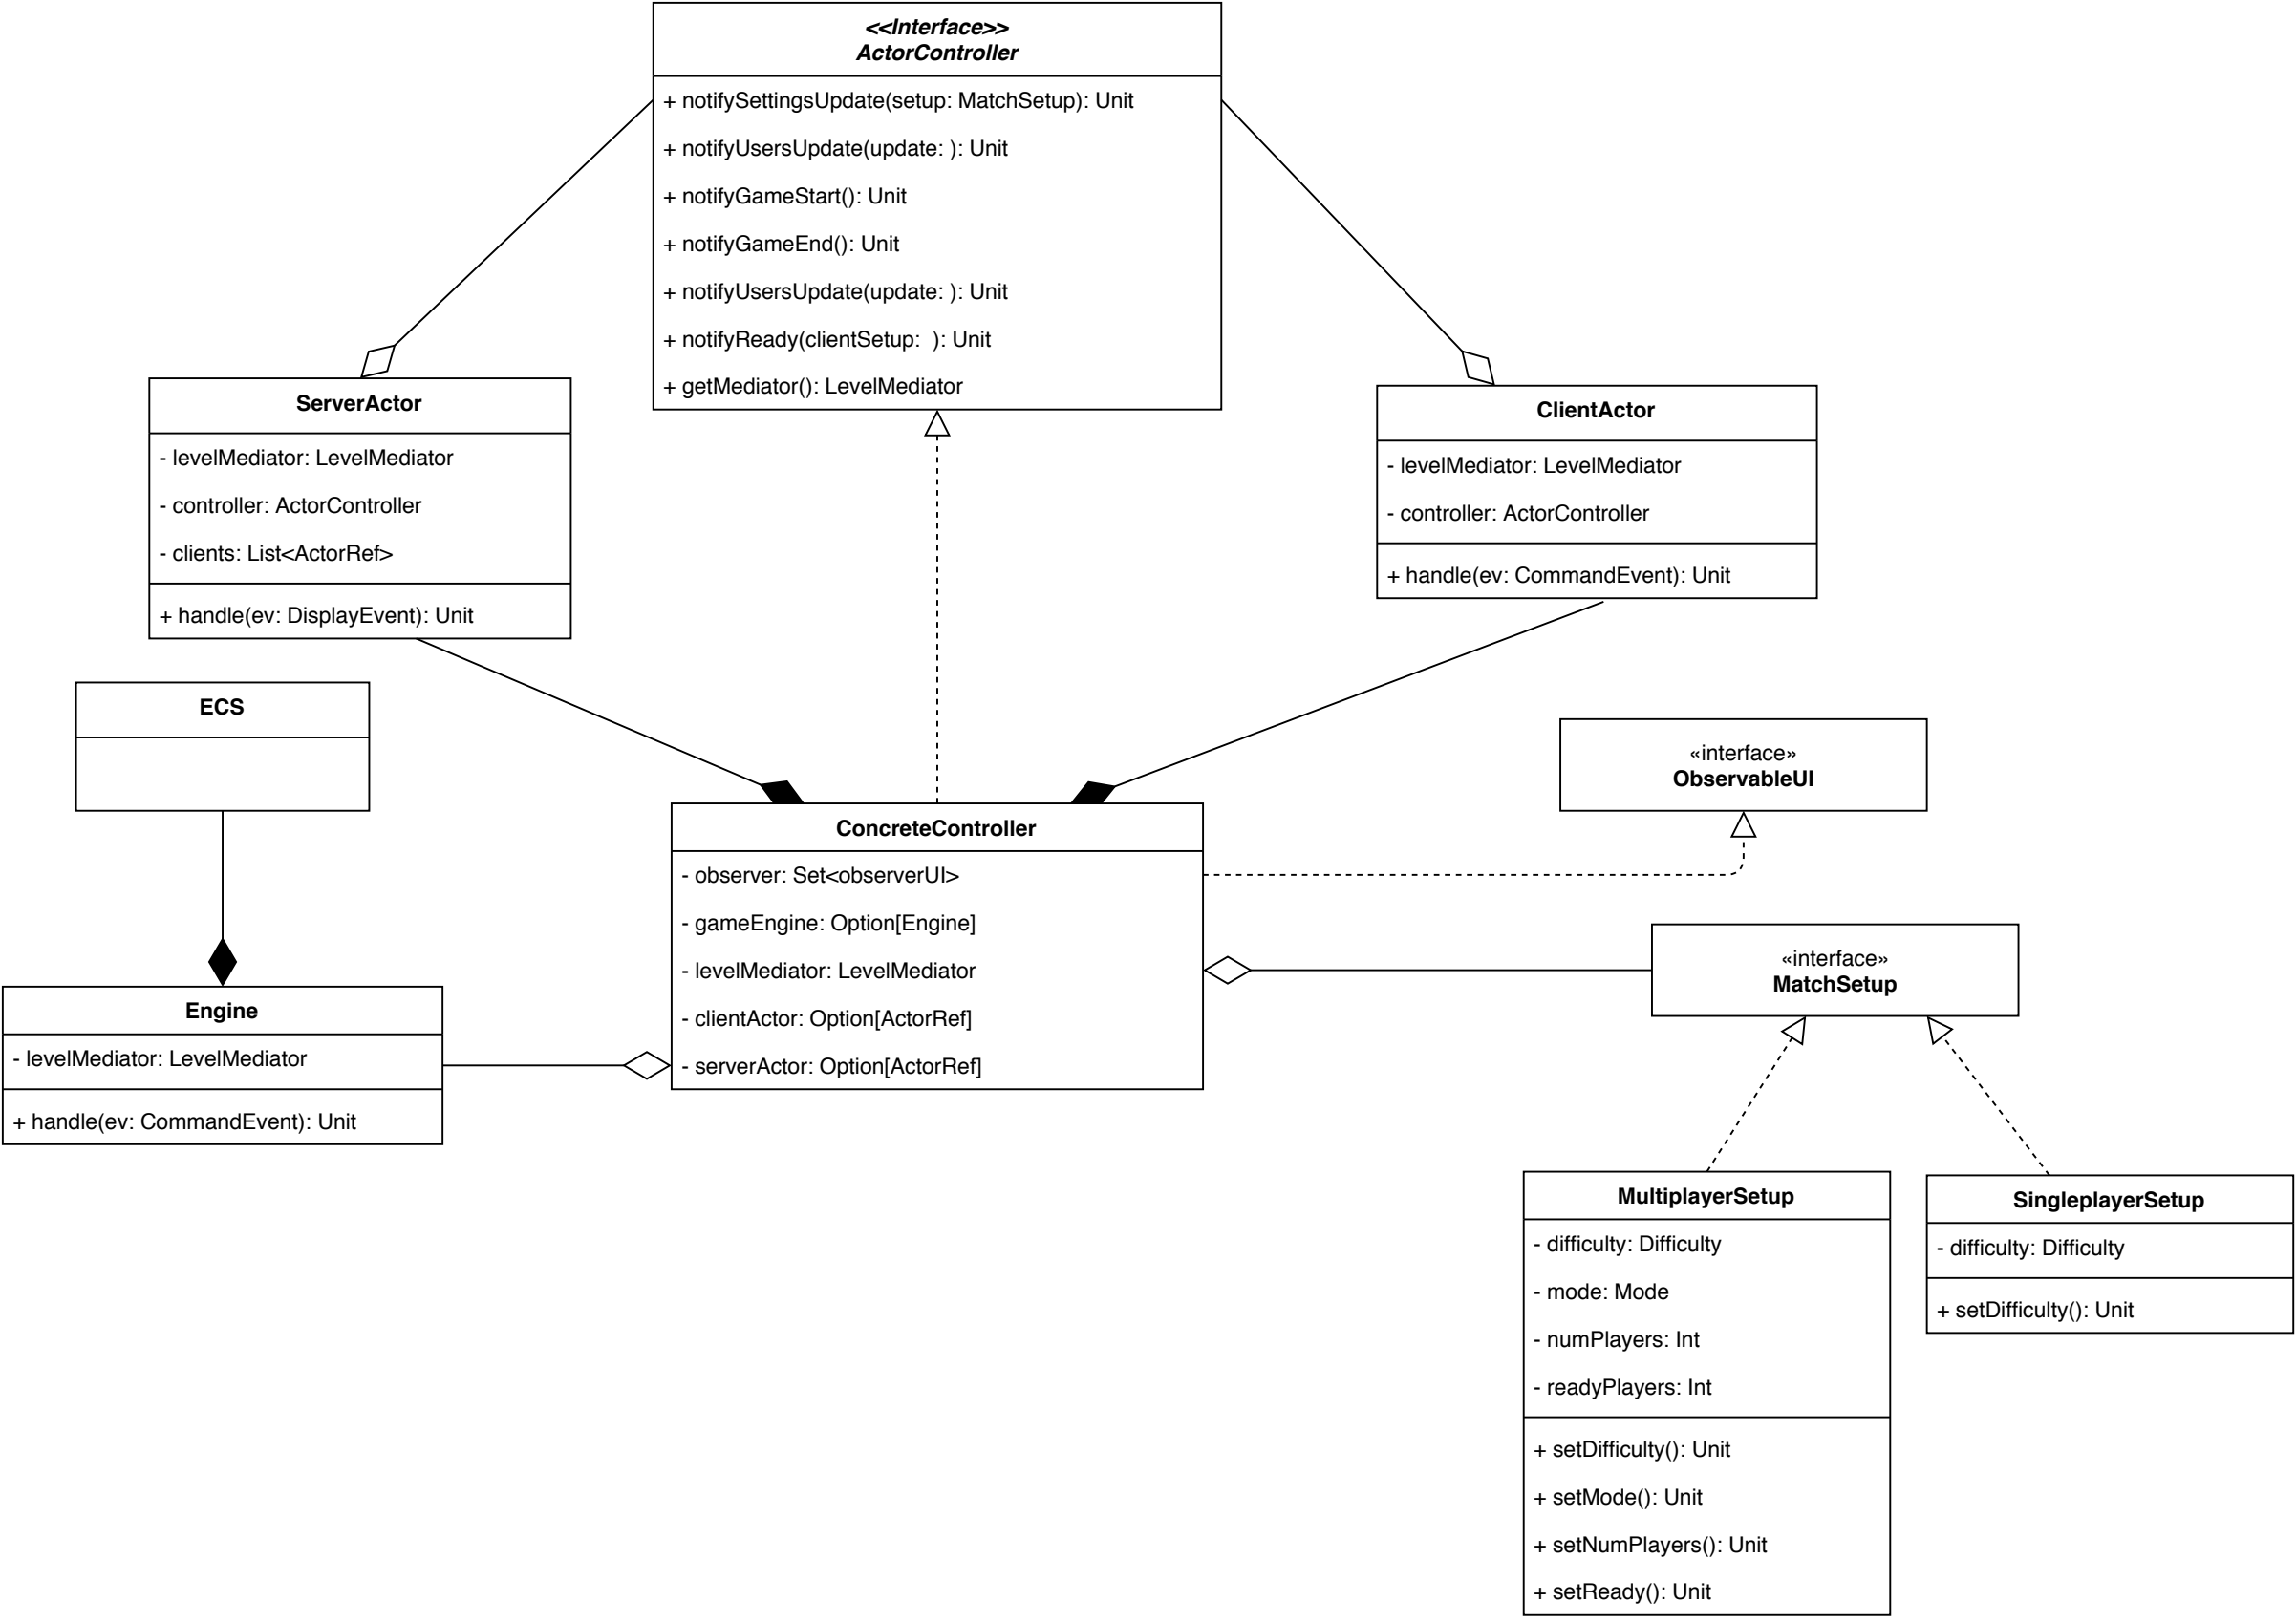 <<Interface>>
ActorController
+ notifySettingsUpdate(setup: MatchSetup): Unit
+ notifyUsersUpdate(update: ): Unit
+ notifyGameStart(): Unit
+ notifyGameEnd(): Unit
+ notifyUsersUpdate(update: ): Unit
+ notifyReady(clientSetup:  ): Unit
+ getMediator(): LevelMediator
ServerActor
- levelMediator: LevelMediator
- controller: ActorController
- clients: List<ActorRef>
+ handle(ev: DisplayEvent): Unit
ClientActor
- levelMediator: LevelMediator
- controller: ActorController
+ handle(ev: CommandEvent): Unit
ECS
«interface»
ObservableUI
ConcreteController
- observer: Set<observerUI>
- gameEngine: Option[Engine]
- levelMediator: LevelMediator
- clientActor: Option[ActorRef]
- serverActor: Option[ActorRef]
«interface»
MatchSetup
Engine
- levelMediator: LevelMediator
+ handle(ev: CommandEvent): Unit
MultiplayerSetup
- difficulty: Difficulty
- mode: Mode
- numPlayers: Int
- readyPlayers: Int
+ setDifficulty(): Unit
+ setMode(): Unit
+ setNumPlayers(): Unit
+ setReady(): Unit
SingleplayerSetup
- difficulty: Difficulty
+ setDifficulty(): Unit